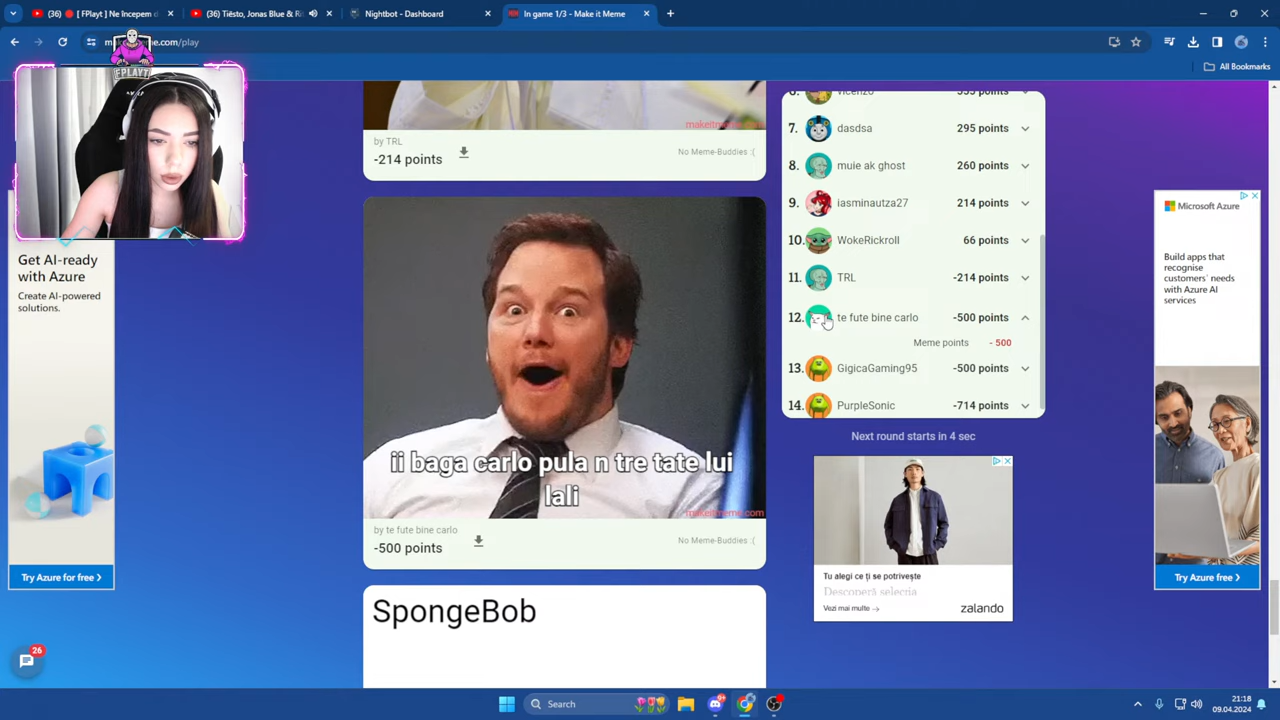 (36) 🔴 [ FPlayt ] Ne Incepem d
(36) Tiësto, Jonas Blue & Ri
Nightbot - Dashboard
In game 1/3 - Make it Meme
me.com/play
All Bookmarks
FPLAYT
makeitmeme.com
by TRL
-214 points
No Meme-Buddies :(
ii baga carlo pula n tre tate lui
lali
makeitmeme.com
by te fute bine carlo
-500 points
No Meme-Buddies :(
SpongeBob
vicenzo
7. dasdsa 295 points
8. muie ak ghost 260 points
9. iasminautza27 214 points
10. WokeRickroll 66 points
11. TRL -214 points
12. te fute bine carlo -500 points
Meme points - 500
13. GigicaGaming95 -500 points
14. PurpleSonic -714 points
Next round starts in 4 sec
Tu alegi ce ți se potrivește
Descoperă selecția
Vezi mai multe →
zalando
Get AI-ready
with Azure
Create AI-powered
solutions.
Try Azure for free ❯
Microsoft Azure
Build apps that
recognise
customers'
needs with
Azure AI
services
Try Azure free ❯
26
Search
21:18
09.04.2024